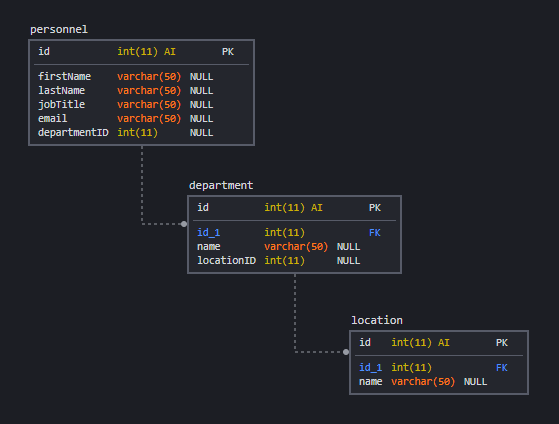 personnel
id int(11) AI PK
firstName varchar(50) NULL
lastName varchar(50) NULL
jobTitle varchar(50) NULL
email varchar(50) NULL
departmentID int(11) NULL
department
id int(11) AI PK
id_1 int(11) FK
name varchar(50) NULL
locationID int(11) NULL
location
id int(11) AI PK
id_1 int(11) FK
name varchar(50) NULL